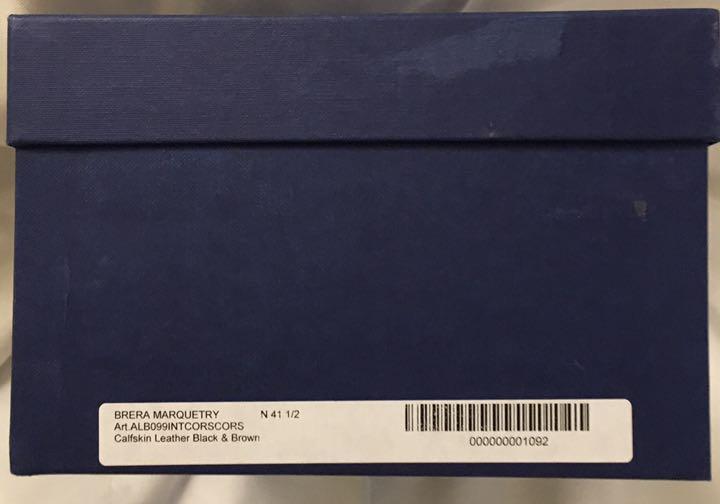 BRERA MARQUETRY N 41 1/2
Art.ALB099INTCORSCORS
Calfskin Leather Black & Brown
000000001092